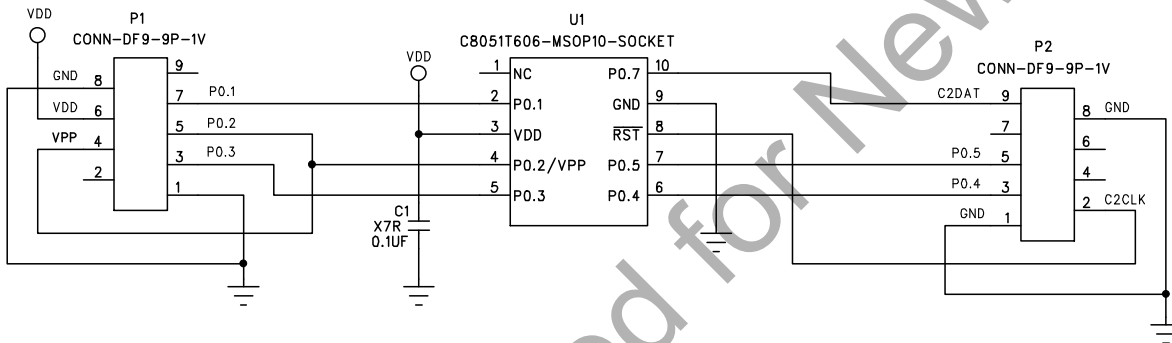 P1
CONN-DF9-9P-1V
VDD
GND
8
VDD
6
VPP
4
2
9
7
P0.1
5
P0.2
3
P0.3
1
VDD
C1
X7R
0.1UF
U1
C8051T606-MSOP10-SOCKET
1
NC
2
P0.1
3
VDD
4
P0.2/VPP
5
P0.3
P0.7
10
GND
9
RST
8
P0.5
7
P0.4
6
P2
CONN-DF9-9P-1V
C2DAT
9
7
P0.5
5
P0.4
3
GND
1
8
GND
6
4
2
C2CLK
ed for New